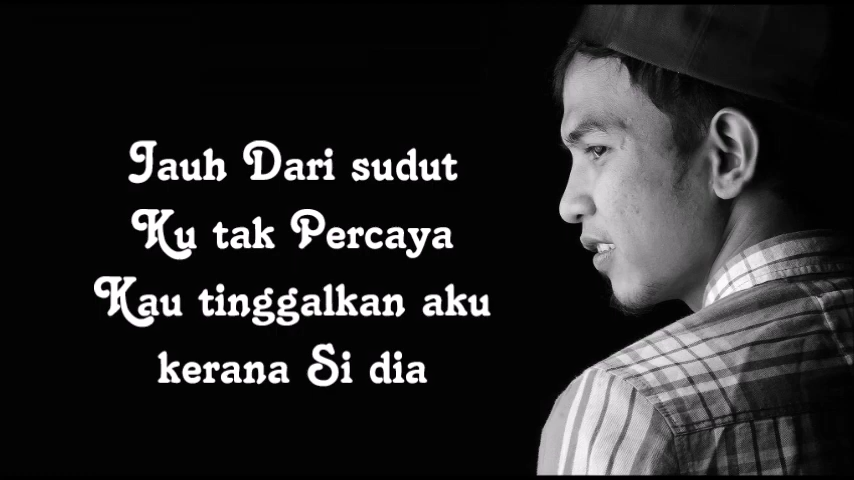 Jauh Dari sudut
Ku tak Percaya
Kau tinggalkan aku
kerana Si dia